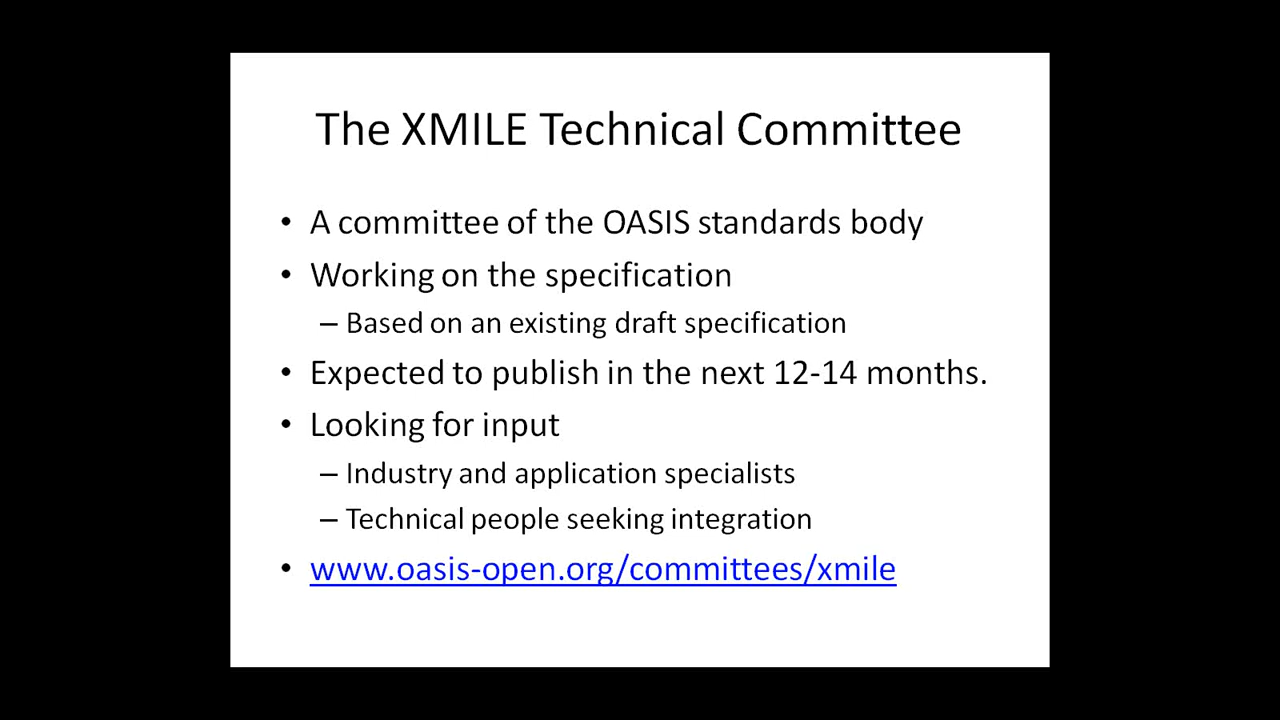 The XMILE Technical Committee
• A committee of the OASIS standards body
• Working on the specification
– Based on an existing draft specification
• Expected to publish in the next 12-14 months.
• Looking for input
– Industry and application specialists
– Technical people seeking integration
• www.oasis-open.org/committees/xmile